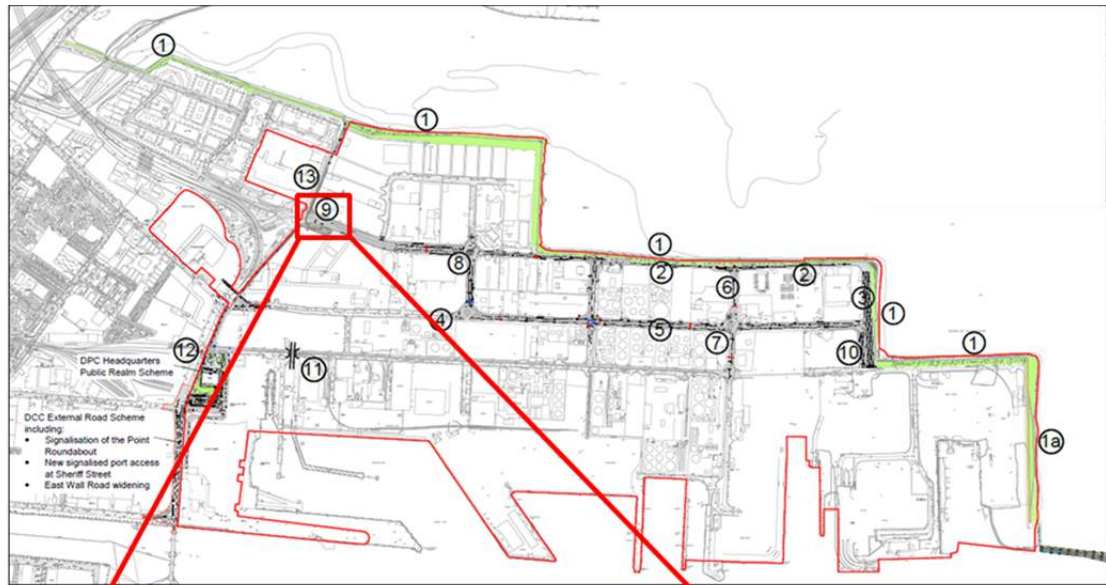 1
1
13
9
8
1
2
6
2
3
1
4
5
7
10
1
12
11
1a
DPC Headquarters
Public Realm Scheme
DCC External Road Scheme
including:
• Signalisation of the Point
Roundabout
• New signalised port access
at Sheriff Street
• East Wall Road widening